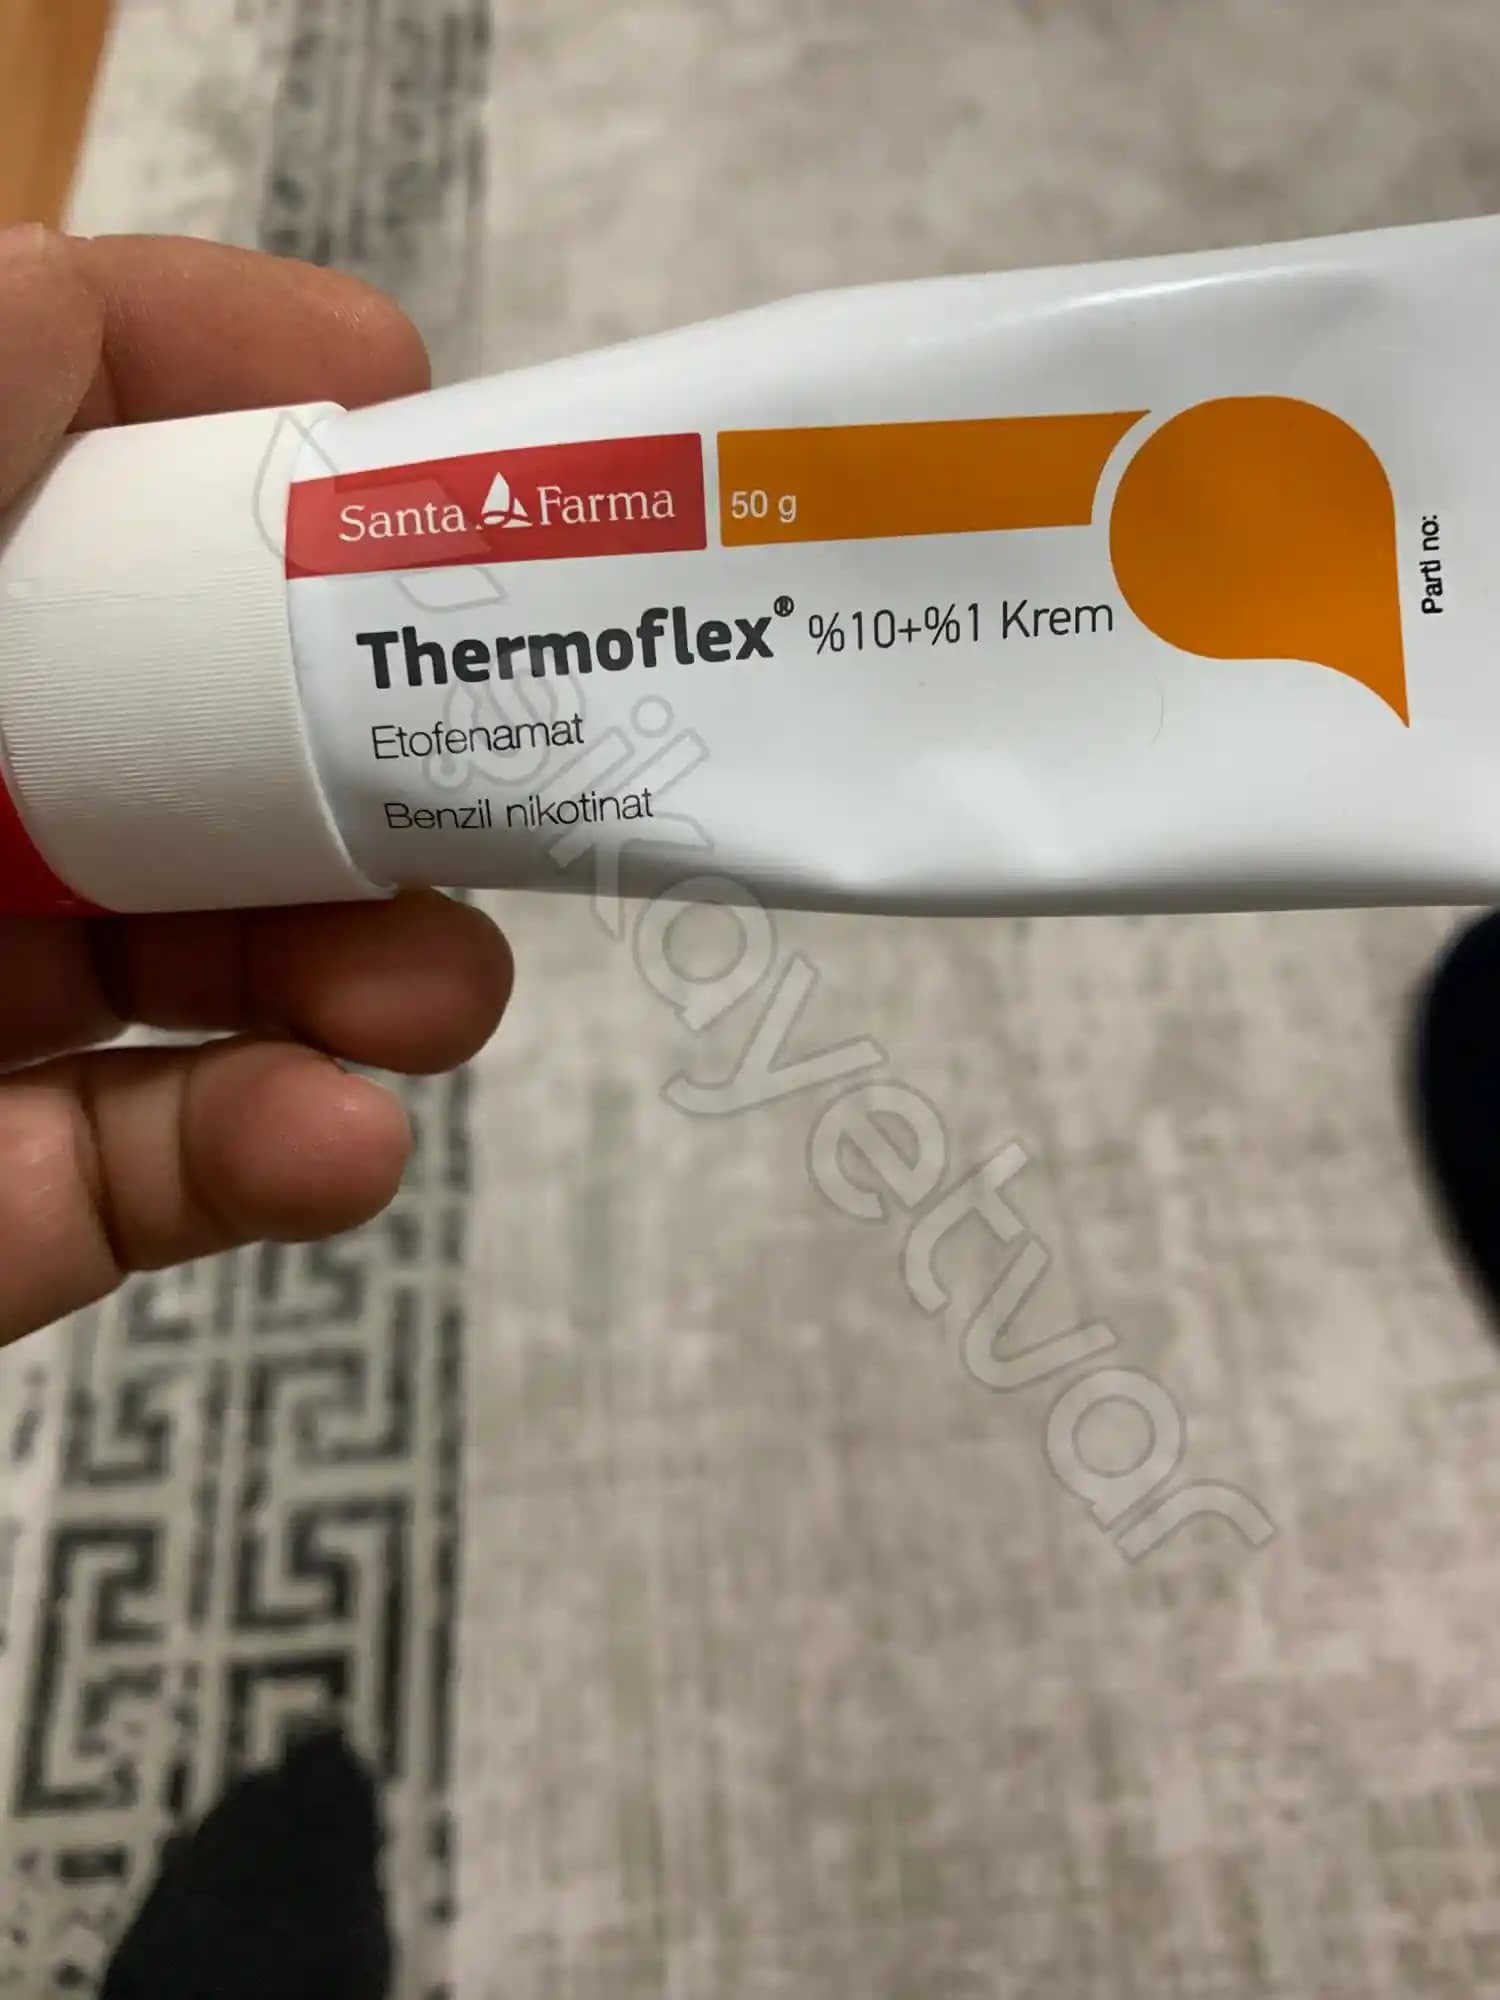 Santa Farma
50 g
Thermoflex® %10+%1 Krem
Etofenamat
Benzil nikotinat
Parti no:
şikayetvar